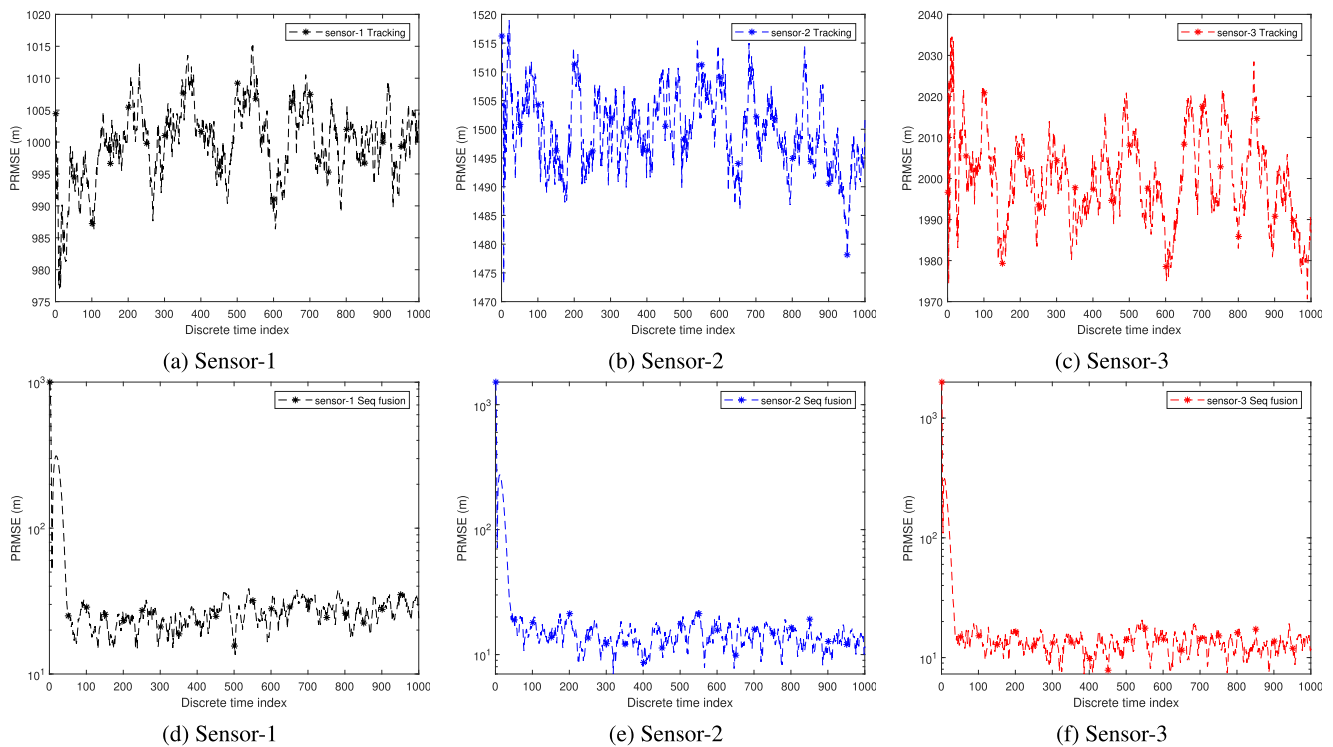 sensor-1 Tracking
PRMSE (m)
1020
1015
1010
1005
1000
995
990
985
980
975
0 100 200 300 400 500 600 700 800 900 1000
Discrete time index
(a) Sensor-1
sensor-2 Tracking
PRMSE (m)
1520
1515
1510
1505
1500
1495
1490
1485
1480
1475
1470
0 100 200 300 400 500 600 700 800 900 1000
Discrete time index
(b) Sensor-2
sensor-3 Tracking
PRMSE (m)
2040
2030
2020
2010
2000
1990
1980
1970
0 100 200 300 400 500 600 700 800 900 1000
Discrete time index
(c) Sensor-3
sensor-1 Seq fusion
PRMSE (m)
10³
10²
10¹
0 100 200 300 400 500 600 700 800 900 1000
Discrete time index
(d) Sensor-1
sensor-2 Seq fusion
PRMSE (m)
10³
10²
10¹
0 100 200 300 400 500 600 700 800 900 1000
Discrete time index
(e) Sensor-2
sensor-3 Seq fusion
PRMSE (m)
10³
10²
10¹
0 100 200 300 400 500 600 700 800 900 1000
Discrete time index
(f) Sensor-3